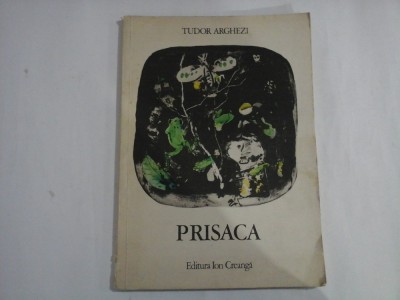 TUDOR ARGHEZI
PRISACA
Editura Ion Creangă